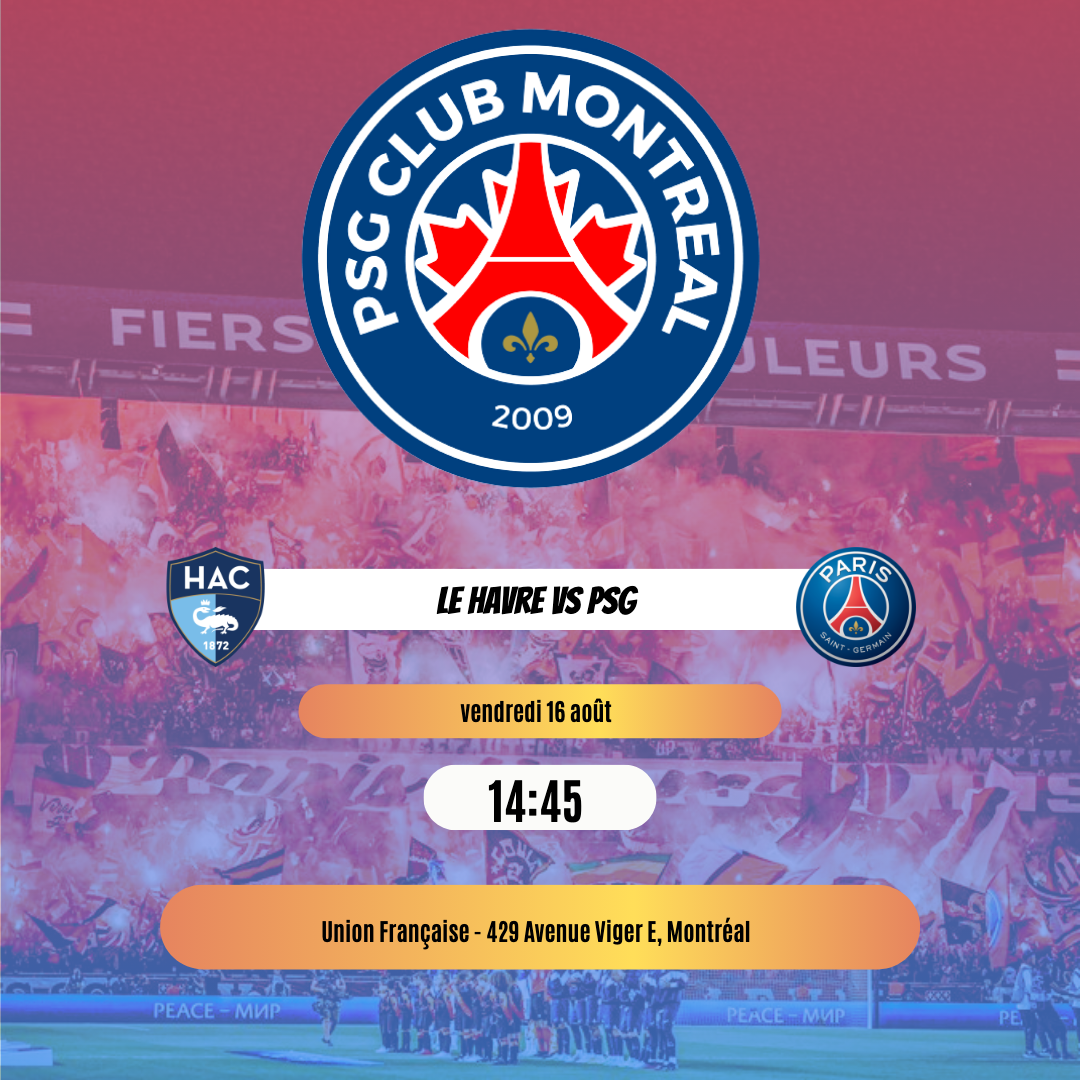 PSG CLUB MONTREAL
2009
FIERS
ULEURS
HAC
1872
LE HAVRE VS PSG
PARIS
SAINT - GERMAIN
vendredi 16 août
14:45
Union Française - 429 Avenue Viger E, Montréal
PEACE – МИР
PEACE – МИР